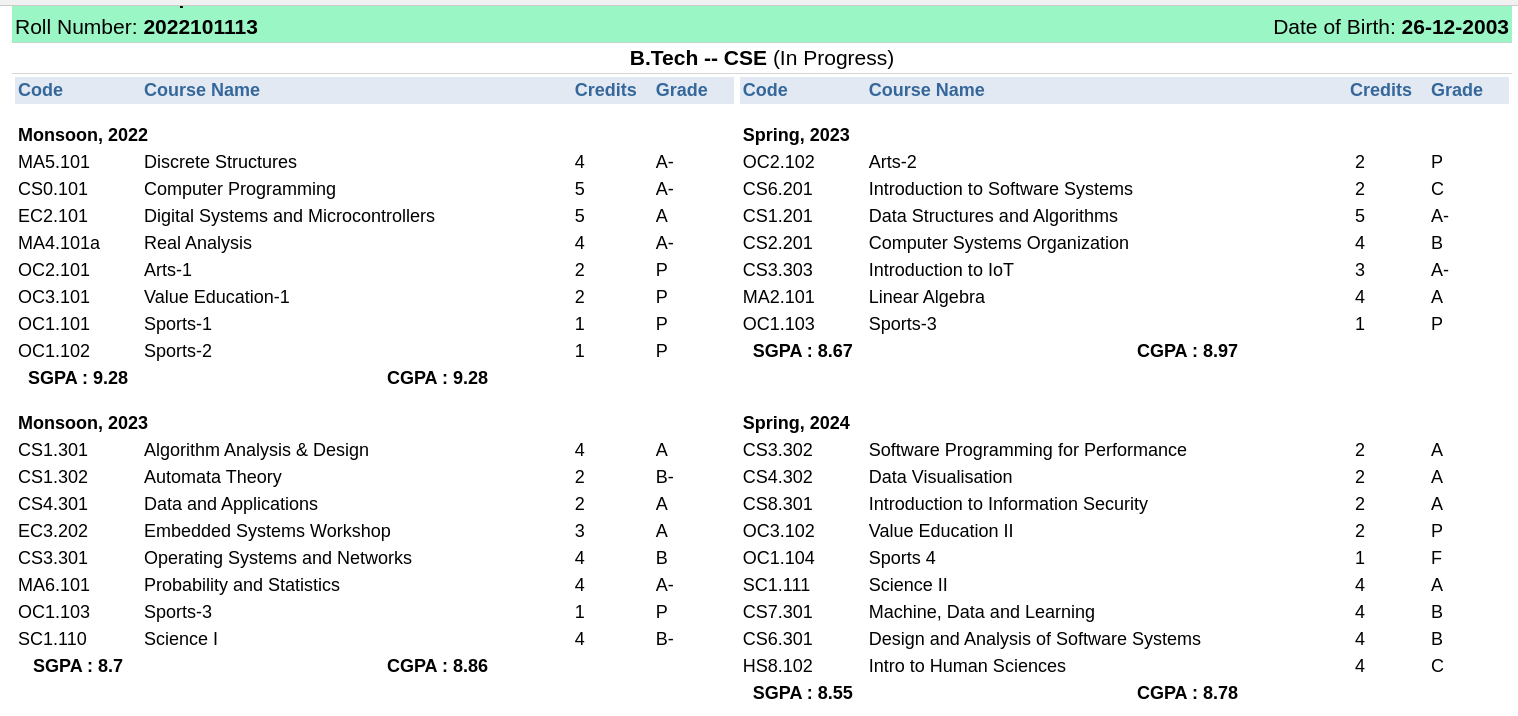 Roll Number: 2022101113 Date of Birth: 26-12-2003
B.Tech -- CSE (In Progress)
Code Course Name Credits Grade
Monsoon, 2022
MA5.101 Discrete Structures 4 A-
CS0.101 Computer Programming 5 A-
EC2.101 Digital Systems and Microcontrollers 5 A
MA4.101a Real Analysis 4 A-
OC2.101 Arts-1 2 P
OC3.101 Value Education-1 2 P
OC1.101 Sports-1 1 P
OC1.102 Sports-2 1 P
SGPA : 9.28 CGPA : 9.28
Code Course Name Credits Grade
Spring, 2023
OC2.102 Arts-2 2 P
CS6.201 Introduction to Software Systems 2 C
CS1.201 Data Structures and Algorithms 5 A-
CS2.201 Computer Systems Organization 4 B
CS3.303 Introduction to IoT 3 A-
MA2.101 Linear Algebra 4 A
OC1.103 Sports-3 1 P
SGPA : 8.67 CGPA : 8.97
Monsoon, 2023
CS1.301 Algorithm Analysis & Design 4 A
CS1.302 Automata Theory 2 B-
CS4.301 Data and Applications 2 A
EC3.202 Embedded Systems Workshop 3 A
CS3.301 Operating Systems and Networks 4 B
MA6.101 Probability and Statistics 4 A-
OC1.103 Sports-3 1 P
SC1.110 Science I 4 B-
SGPA : 8.7 CGPA : 8.86
Spring, 2024
CS3.302 Software Programming for Performance 2 A
CS4.302 Data Visualisation 2 A
CS8.301 Introduction to Information Security 2 A
OC3.102 Value Education II 2 P
OC1.104 Sports 4 1 F
SC1.111 Science II 4 A
CS7.301 Machine, Data and Learning 4 B
CS6.301 Design and Analysis of Software Systems 4 B
HS8.102 Intro to Human Sciences 4 C
SGPA : 8.55 CGPA : 8.78